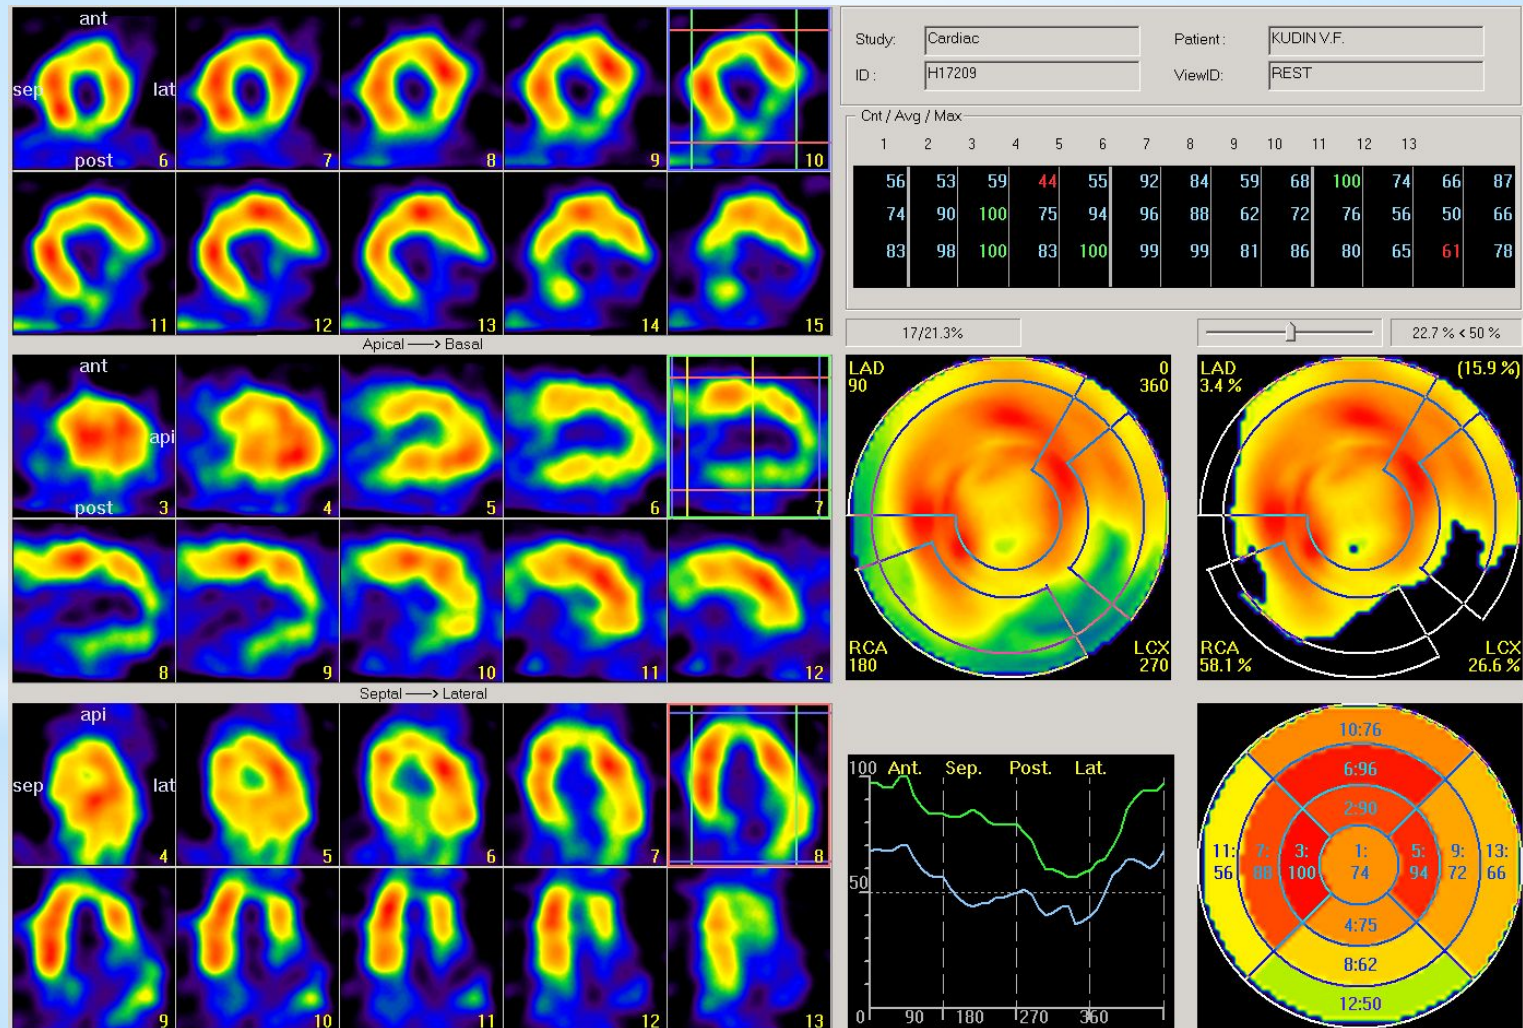 ant
sep lat
post 6 7 8 9 10
11 12 13 14 15
Apical ---> Basal
ant
api
post 3 4 5 6 7
8 9 10 11 12
Septal ---> Lateral
api
sep lat
4 5 6 7 8
9 10 11 12 13
Study: Cardiac Patient: KUDIN V.F.
ID: H17209 ViewID: REST
Cnt / Avg / Max
1 2 3 4 5 6 7 8 9 10 11 12 13
56 53 59 44 55 92 84 59 68 100 74 66 87
74 90 100 75 94 96 88 62 72 76 56 50 66
83 98 100 83 100 99 99 81 86 80 65 61 78
17/21.3%
22.7 % < 50 %
LAD 0
90 360
RCA LCX
180 270
LAD (15.9 %)
3.4 %
RCA LCX
58.1 % 26.6 %
100 Ant. Sep. Post. Lat.
50
0 90 180 270 360
10:76
6:96
2:90
11: 7: 3: 1: 5: 9: 13:
56 88 100 74 94 72 66
4:75
8:62
12:50